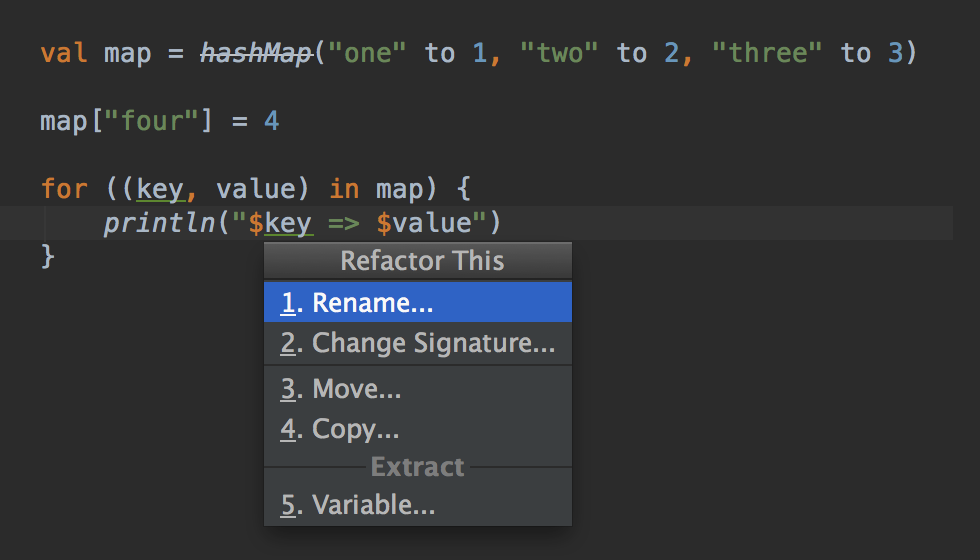 val map = hashMap("one" to 1, "two" to 2, "three" to 3)
map["four"] = 4
for ((key, value) in map) {
println("$key => $value")
}
Refactor This
1. Rename...
2. Change Signature...
3. Move...
4. Copy...
Extract
5. Variable...